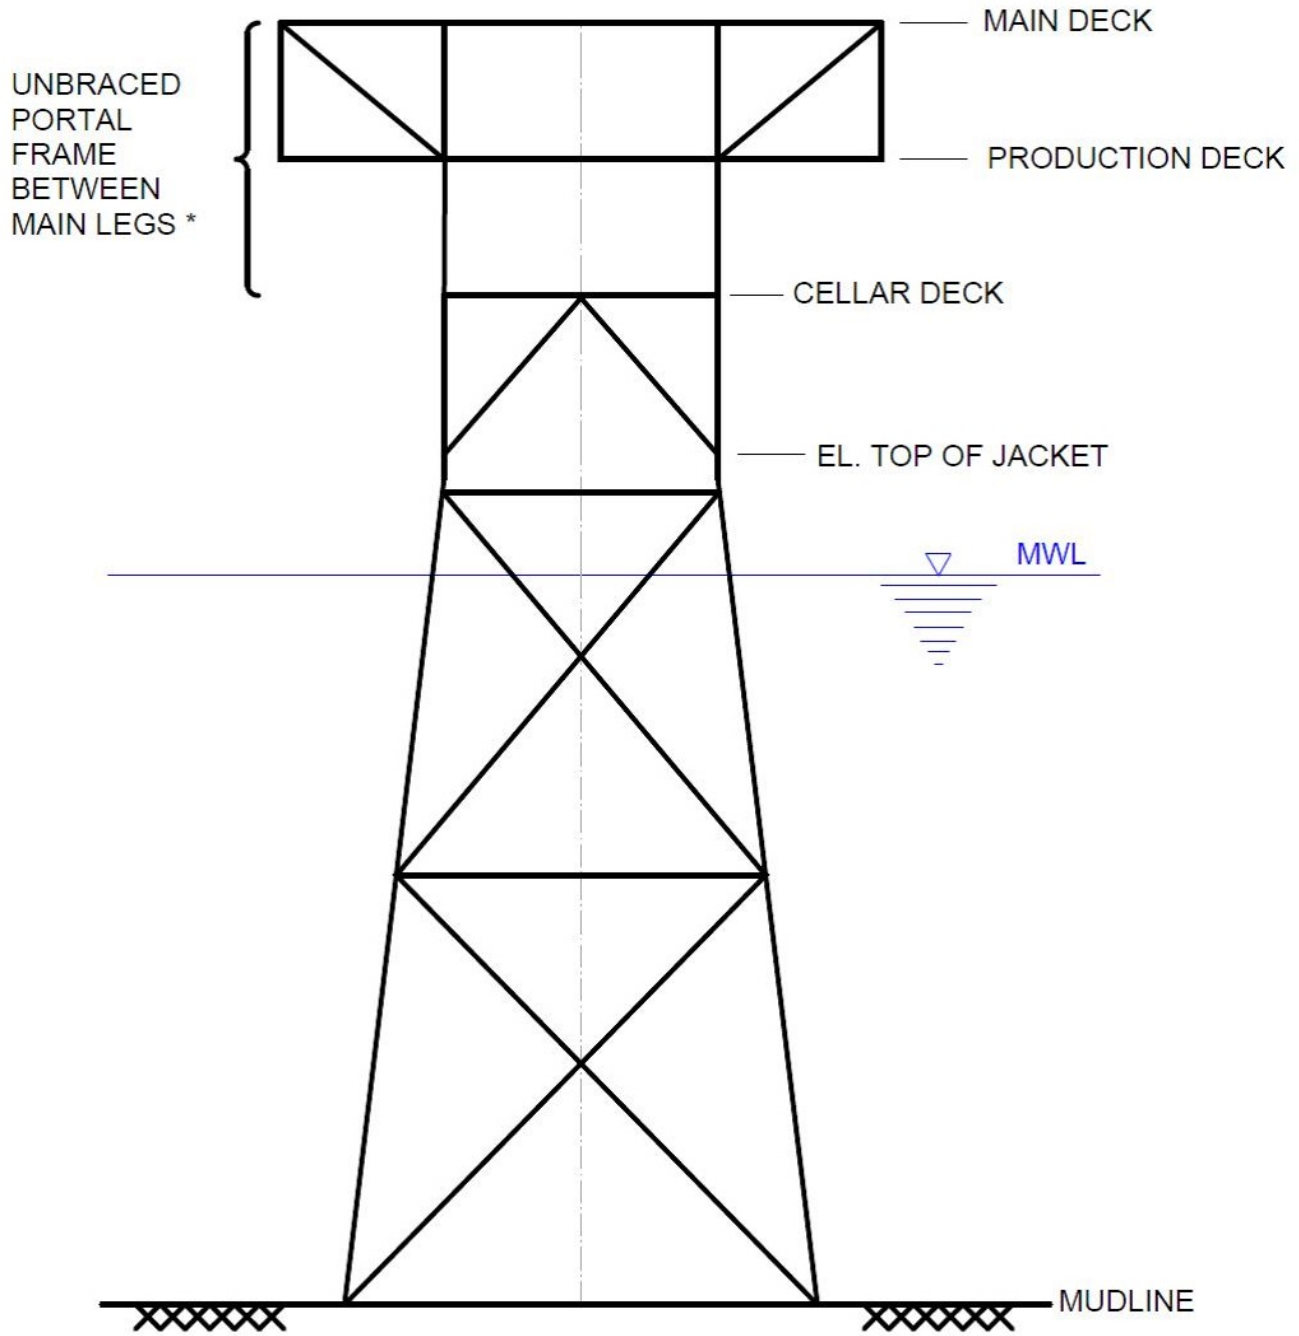 MAIN DECK
UNBRACED
PORTAL
FRAME
BETWEEN
MAIN LEGS *
PRODUCTION DECK
CELLAR DECK
EL. TOP OF JACKET
MWL
MUDLINE